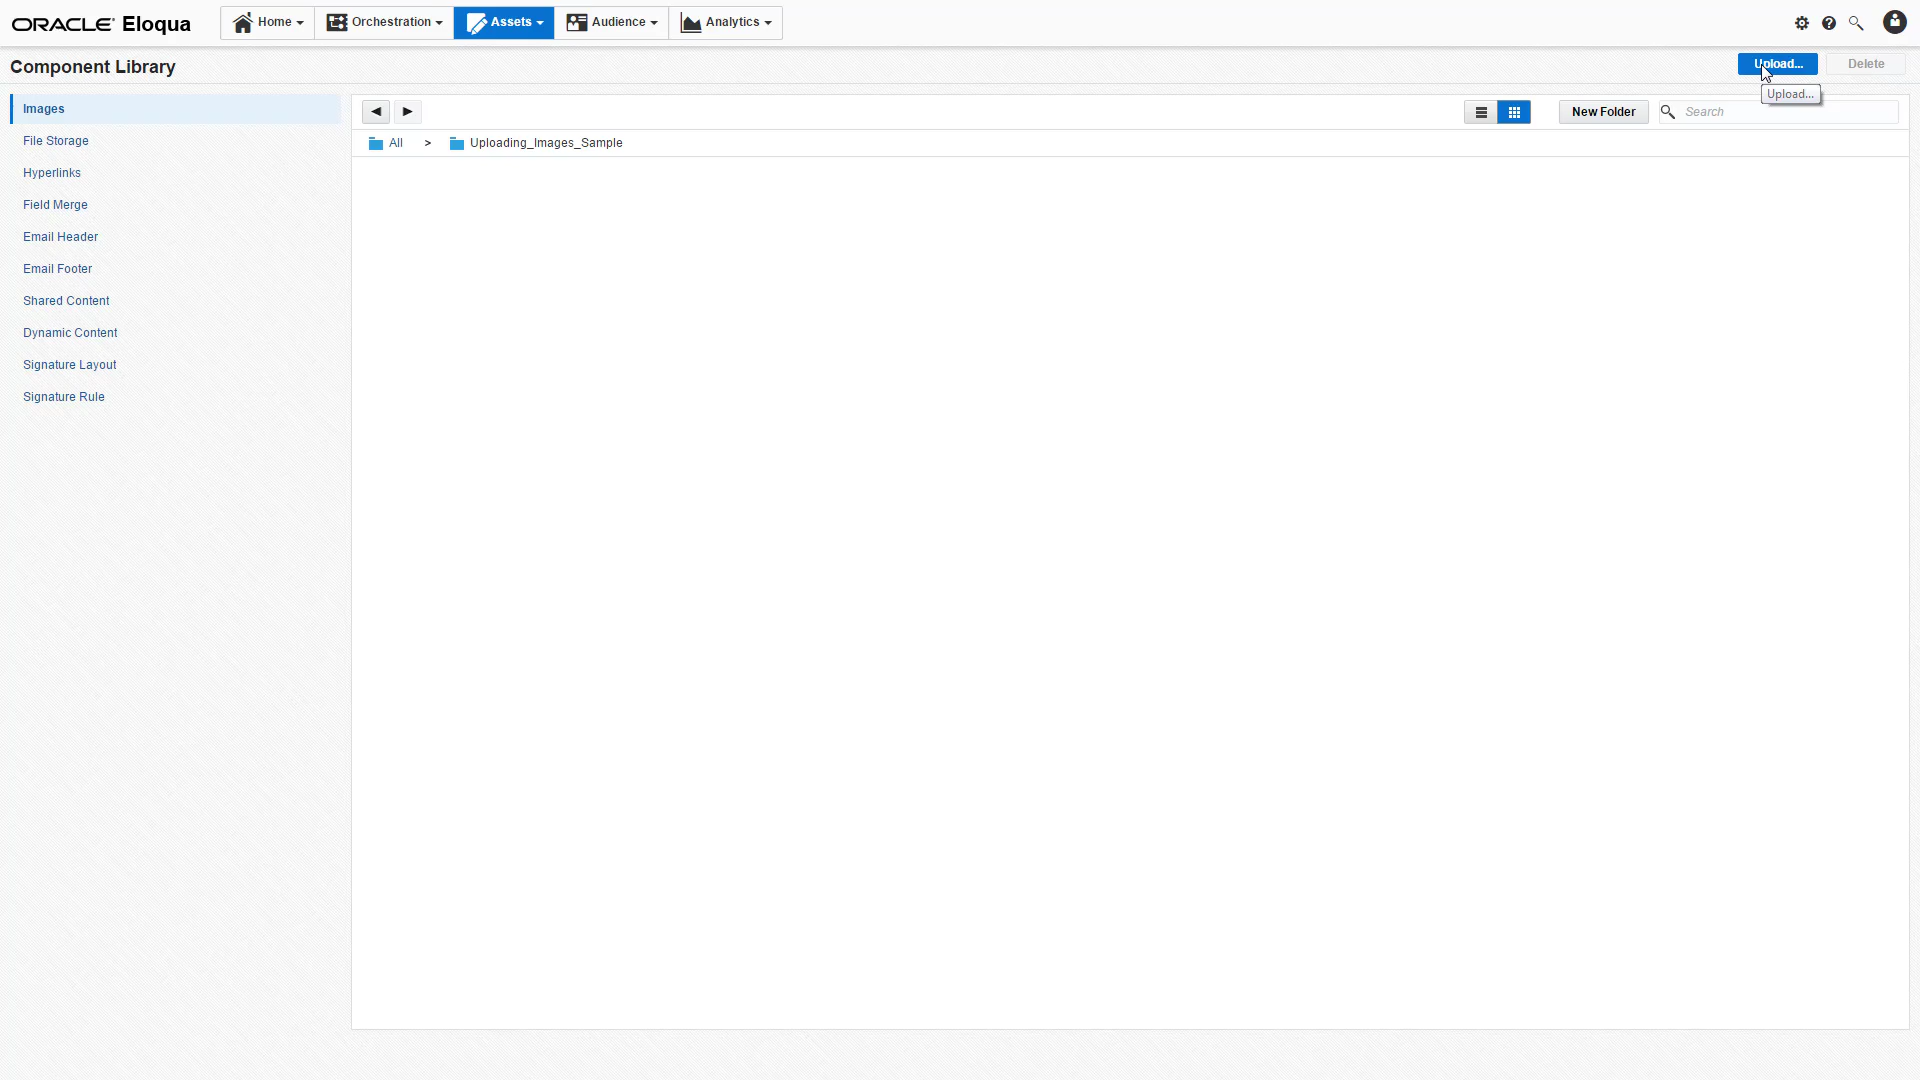 ORACLE Eloqua
Home
Orchestration
Assets
Audience
Analytics
Component Library
Upload...
Delete
Upload...
Images
File Storage
Hyperlinks
Field Merge
Email Header
Email Footer
Shared Content
Dynamic Content
Signature Layout
Signature Rule
New Folder
Search
All > Uploading_Images_Sample